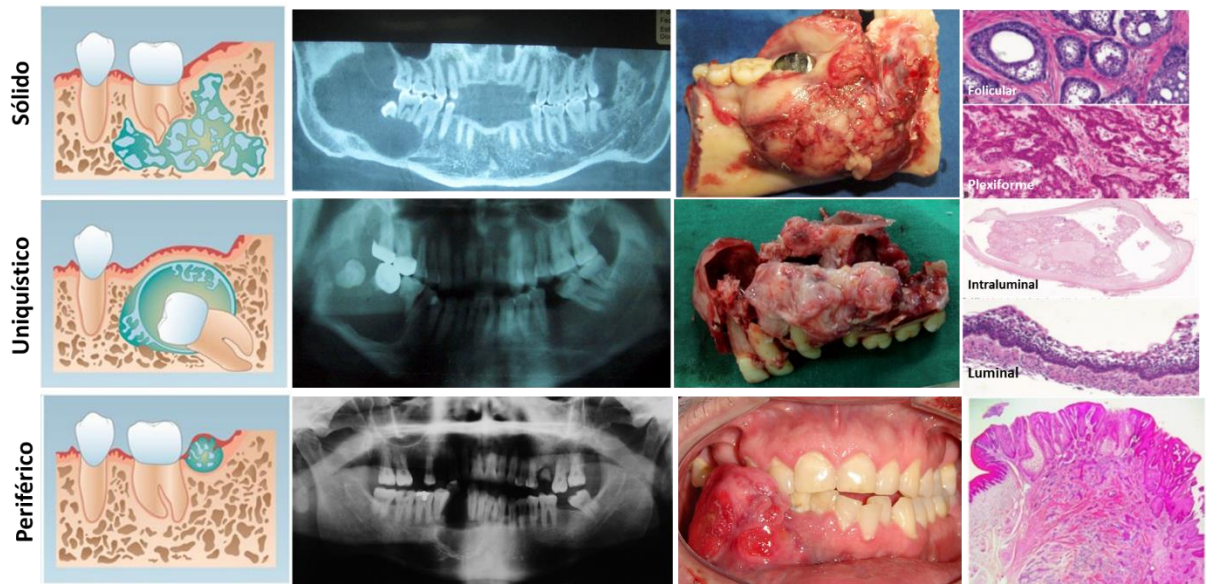 Sólido
Folicular
Plexiforme
Uniquístico
Intraluminal
Luminal
Periférico